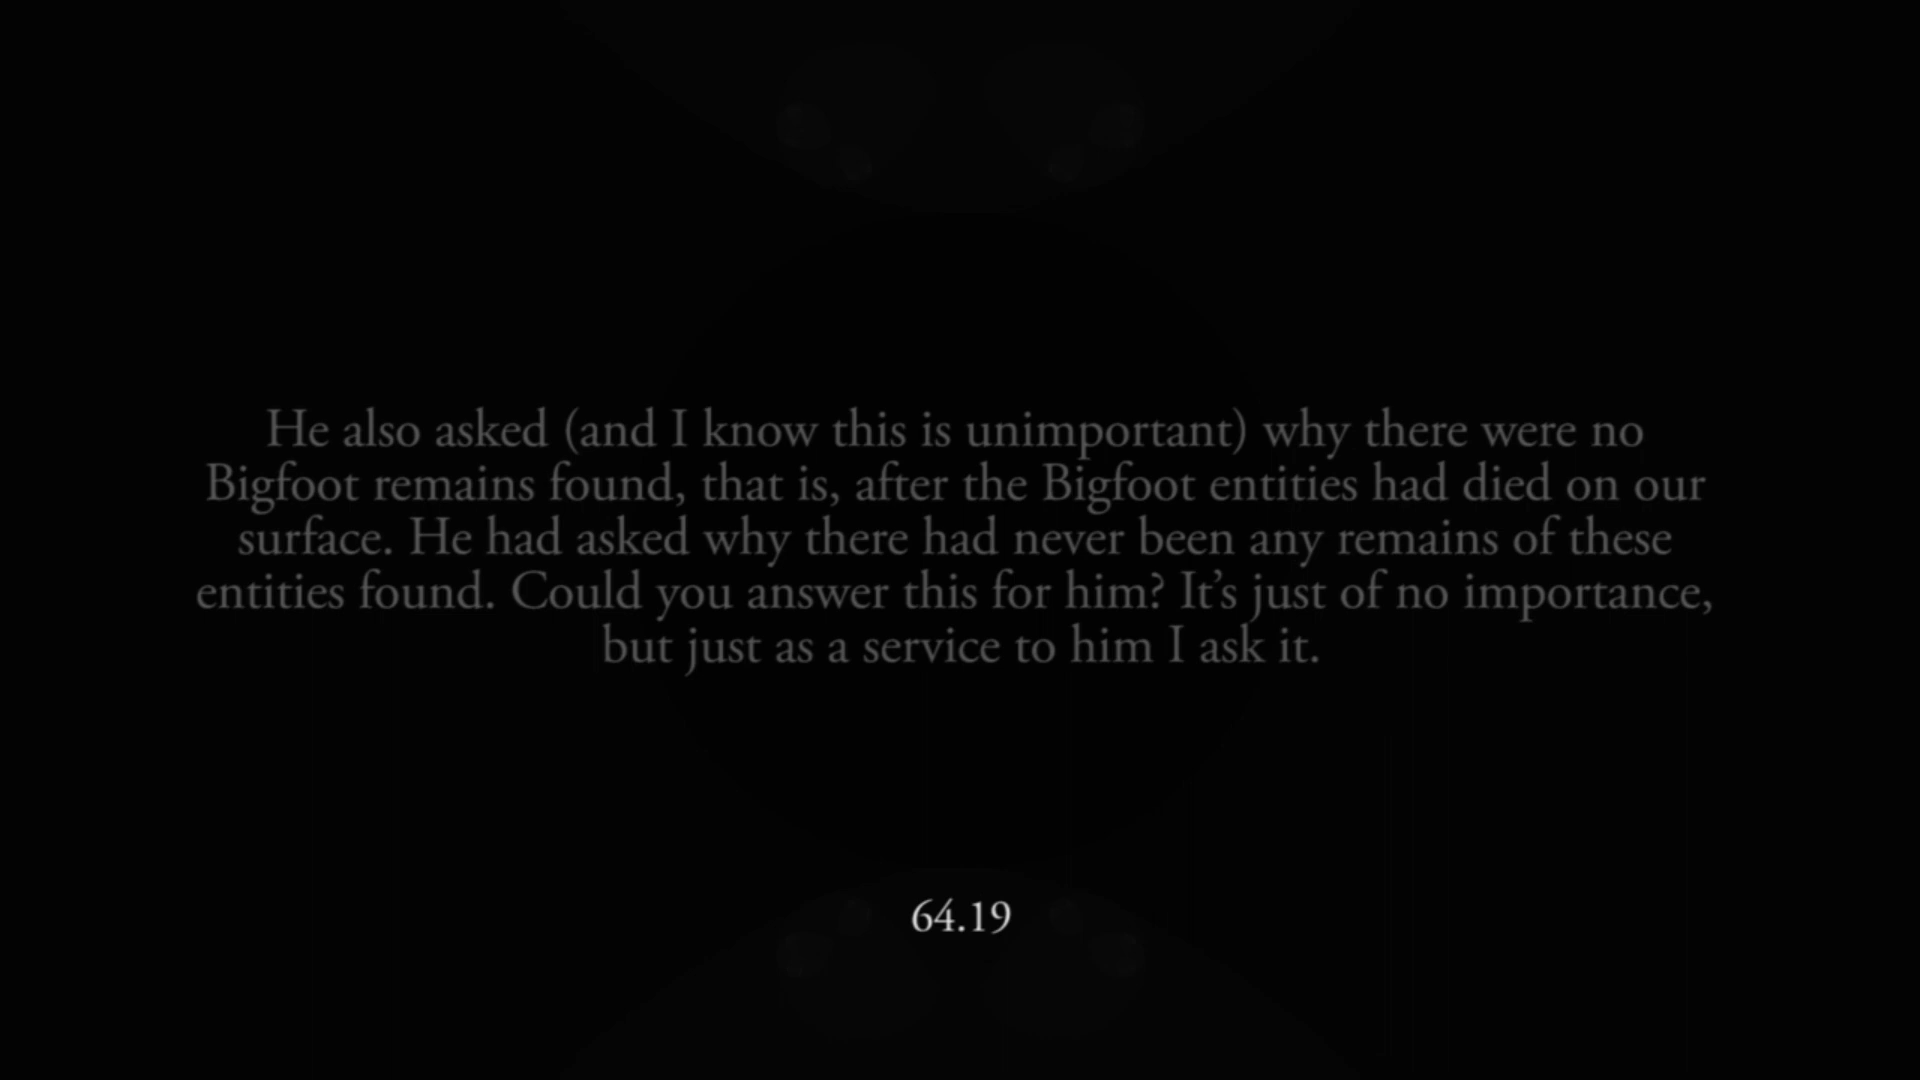 He also asked (and I know this is unimportant) why there were no
Bigfoot remains found, that is, after the Bigfoot entities had died on our
surface. He had asked why there had never been any remains of these
entities found. Could you answer this for him? It’s just of no importance,
but just as a service to him I ask it.
64.19